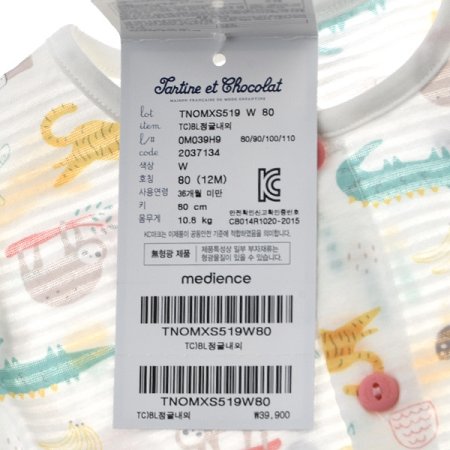 Tartine et Chocolat
MAISON FRANÇAISE DE MODE ENFANTINE
lot TNOMXS519 W 80
item TC)BL정글내의
l/# 0M039H9 80/90/100/110
code 2037134
색상 W
호칭 80 (12M)
사용연령 36개월 미만
키 80 cm
몸무게 10.8 kg
안전확인신고확인증번호
CB014R1020-2015
KC마크는 이제품이 공통안전 기준에 적합하였음을 의미합니다.
無형광 제품
제품특성상 일부 부자재류는
형광물질이 있을 수 있습니다.
medience
TNOMXS519W80
TC)BL정글내의
TNOMXS519W80
TC)BL정글내의 ₩39,900